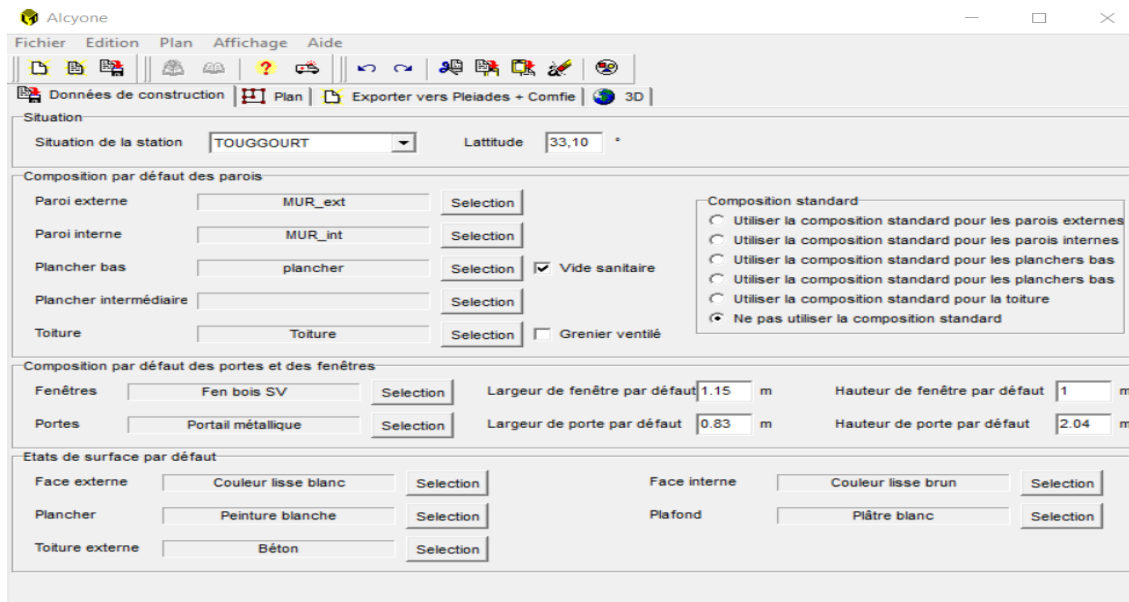 Alcyone
Fichier Edition Plan Affichage Aide
Données de construction Plan Exporter vers Pleiades + Comfie 3D
Situation
Situation de la station TOUGGOURT Lattitude 33,10 °
Composition par défaut des parois
Paroi externe MUR_ext Selection
Paroi interne MUR_int Selection
Plancher bas plancher Selection Vide sanitaire
Plancher intermédiaire Selection
Toiture Toiture Selection Grenier ventilé
Composition standard
Utiliser la composition standard pour les parois externes
Utiliser la composition standard pour les parois internes
Utiliser la composition standard pour les planchers bas
Utiliser la composition standard pour les planchers bas
Utiliser la composition standard pour la toiture
Ne pas utiliser la composition standard
Composition par défaut des portes et des fenêtres
Fenêtres Fen bois SV Selection Largeur de fenêtre par défaut 1.15 m Hauteur de fenêtre par défaut 1 m
Portes Portail métallique Selection Largeur de porte par défaut 0.83 m Hauteur de porte par défaut 2.04 m
Etats de surface par défaut
Face externe Couleur lisse blanc Selection Face interne Couleur lisse brun Selection
Plancher Peinture blanche Selection Plafond Plâtre blanc Selection
Toiture externe Béton Selection